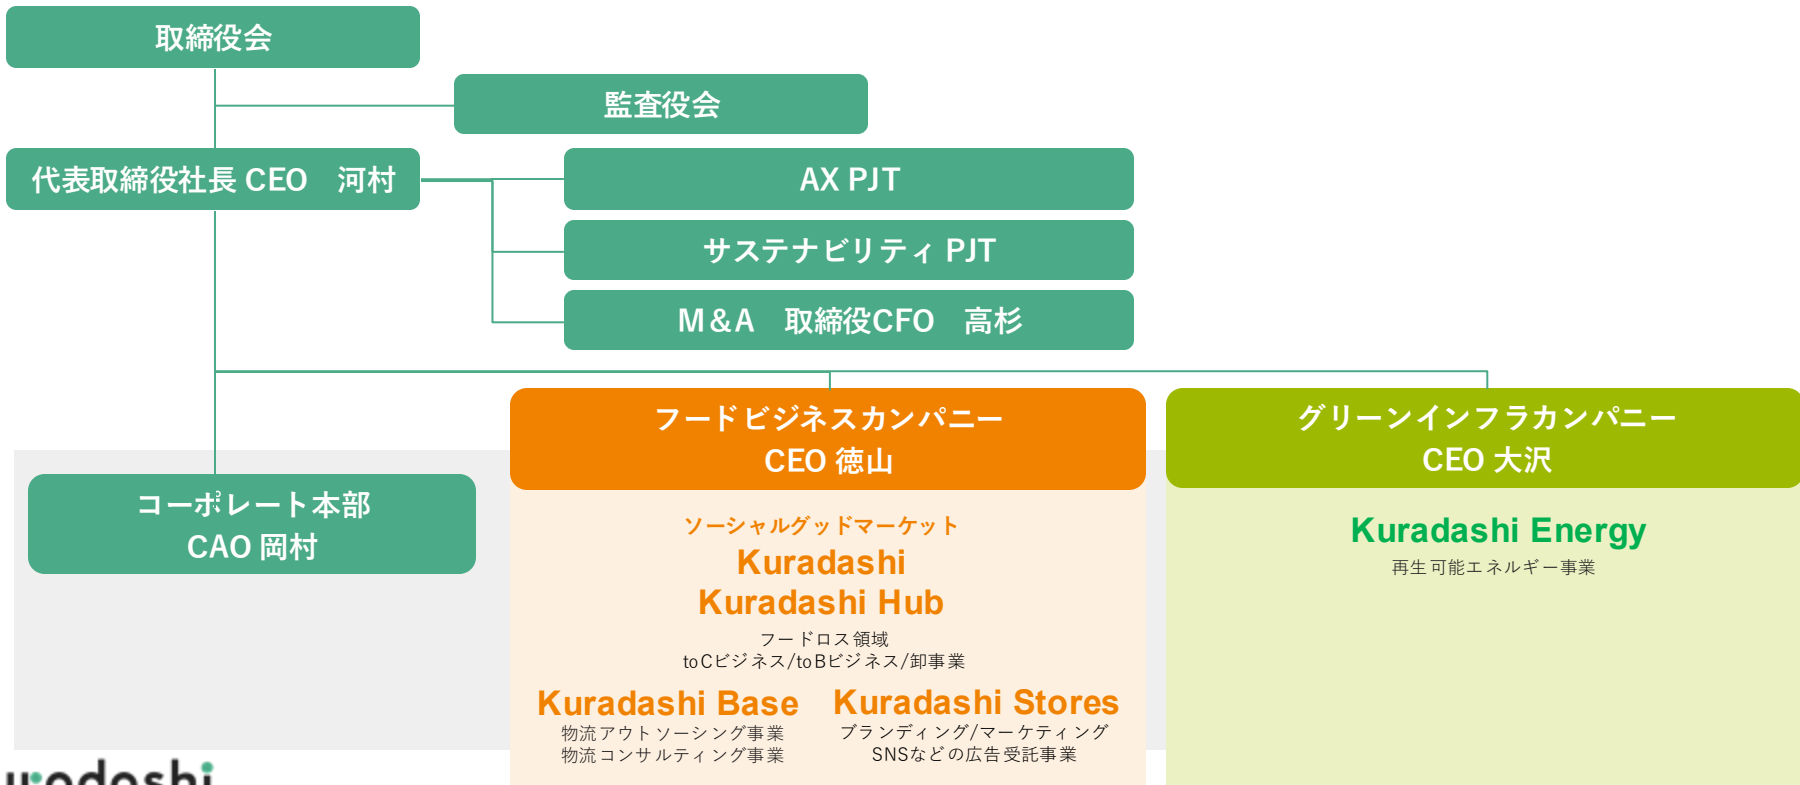 取締役会
監査役会
代表取締役社長 CEO　河村
AX PJT
サステナビリティ PJT
M＆A　取締役CFO　高杉
フードビジネスカンパニー
CEO 徳山
グリーンインフラカンパニー
CEO 大沢
コーポレート本部
CAO 岡村
ソーシャルグッドマーケット
Kuradashi
Kuradashi Hub
フードロス領域
toCビジネス/toBビジネス/卸事業
Kuradashi Base
物流アウトソーシング事業
物流コンサルティング事業
Kuradashi Stores
ブランディング/マーケティング
SNSなどの広告受託事業
Kuradashi Energy
再生可能エネルギー事業